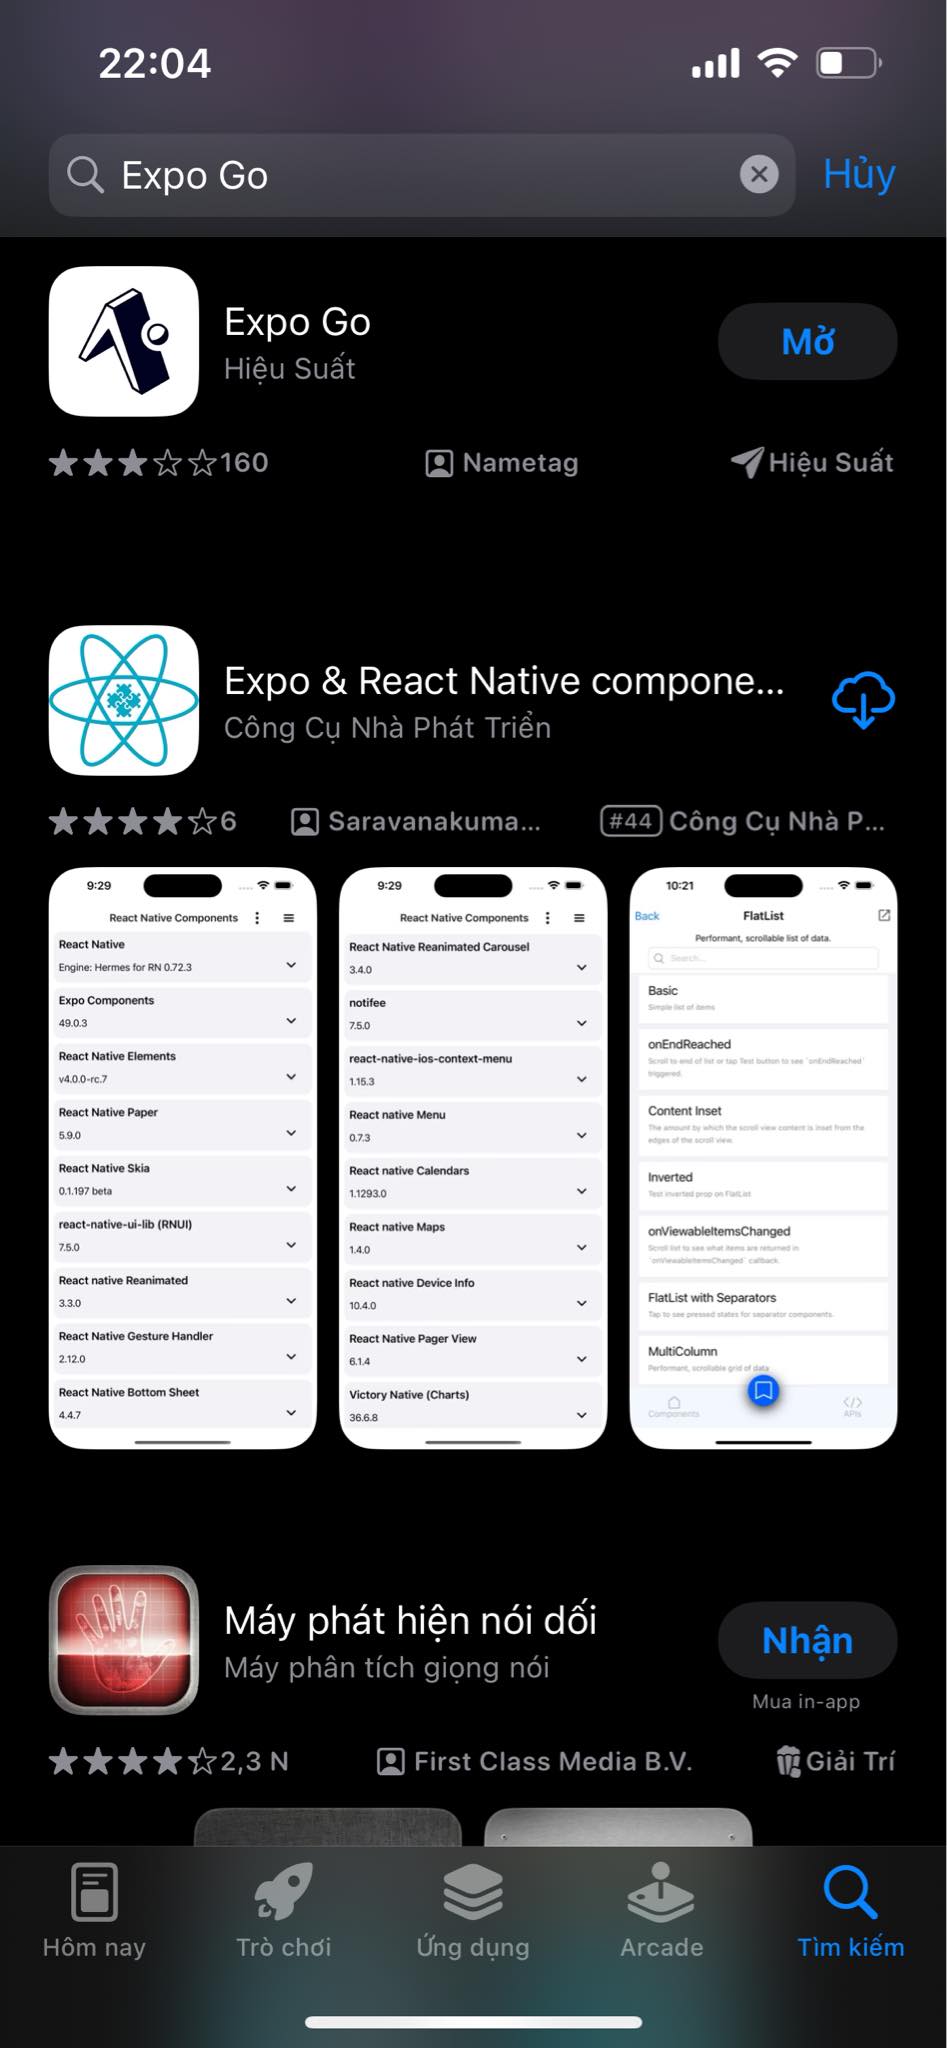 22:04
Expo Go
Hủy
Expo Go
Hiệu Suất
Mở
160
Nametag
Hiệu Suất
Expo & React Native compone...
Công Cụ Nhà Phát Triển
6
Saravanakuma...
#44 Công Cụ Nhà P...
9:29
React Native Components
React Native
Engine: Hermes for RN 0.72.3
Expo Components
49.0.3
React Native Elements
v4.0.0-rc.7
React Native Paper
5.9.0
React Native Skia
0.1.197 beta
react-native-ui-lib (RNUI)
7.5.0
React native Reanimated
3.3.0
React Native Gesture Handler
2.12.0
React Native Bottom Sheet
4.4.7
9:29
React Native Components
React Native Reanimated Carousel
3.4.0
notifee
7.5.0
react-native-ios-context-menu
1.15.3
React native Menu
0.7.3
React native Calendars
1.1293.0
React native Maps
1.4.0
React native Device Info
10.4.0
React Native Pager View
6.1.4
Victory Native (Charts)
36.6.8
10:21
Back
FlatList
Performant, scrollable list of data.
Search...
Basic
Simple list of items
onEndReached
Scroll to end of list or tap Test button to see `onEndReached`
triggered.
Content Inset
The amount by which the scroll view content is inset from the
edges of the scroll view.
Inverted
Test inverted prop on FlatList
onViewableItemsChanged
Scroll list to see what items are returned in
`onViewableItemsChanged` callback.
FlatList with Separators
Tap to see pressed states for separator components.
MultiColumn
Performant, scrollable grid of data
Components
APIs
Máy phát hiện nói dối
Máy phân tích giọng nói
Nhận
Mua in-app
2,3 N
First Class Media B.V.
Giải Trí
Hôm nay
Trò chơi
Ứng dụng
Arcade
Tìm kiếm